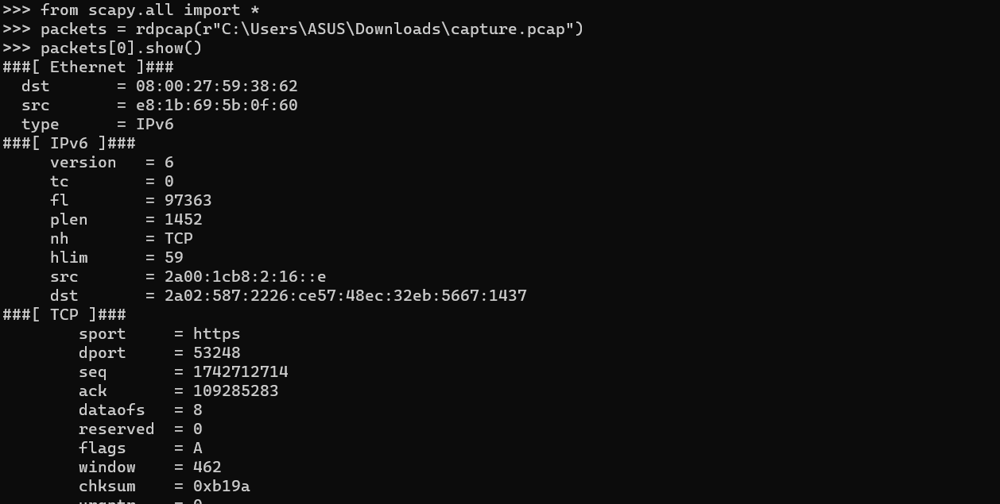 >>> from scapy.all import *
>>> packets = rdpcap(r"C:\Users\ASUS\Downloads\capture.pcap")
>>> packets[0].show()
###[ Ethernet ]###
  dst       = 08:00:27:59:38:62
  src       = e8:1b:69:5b:0f:60
  type      = IPv6
###[ IPv6 ]###
     version   = 6
     tc        = 0
     fl        = 97363
     plen      = 1452
     nh        = TCP
     hlim      = 59
     src       = 2a00:1cb8:2:16::e
     dst       = 2a02:587:2226:ce57:48ec:32eb:5667:1437
###[ TCP ]###
        sport     = https
        dport     = 53248
        seq       = 1742712714
        ack       = 109285283
        dataofs   = 8
        reserved  = 0
        flags     = A
        window    = 462
        chksum    = 0xb19a
        urgptr    = 0